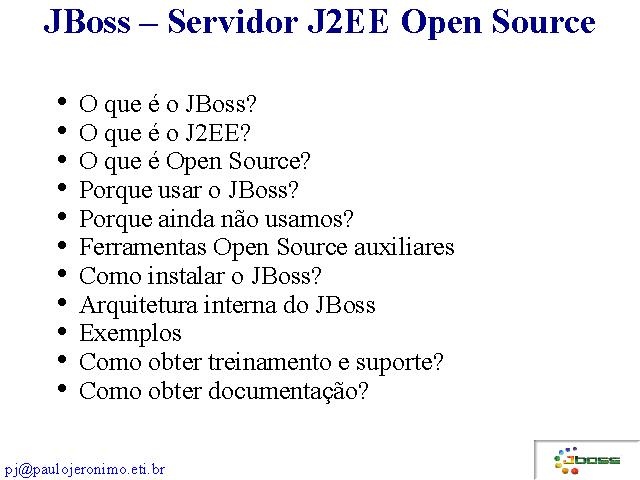 JBoss – Servidor J2EE Open Source
• O que é o JBoss?
• O que é o J2EE?
• O que é Open Source?
• Porque usar o JBoss?
• Porque ainda não usamos?
• Ferramentas Open Source auxiliares
• Como instalar o JBoss?
• Arquitetura interna do JBoss
• Exemplos
• Como obter treinamento e suporte?
• Como obter documentação?
pj@paulojeronimo.eti.br
JBoss